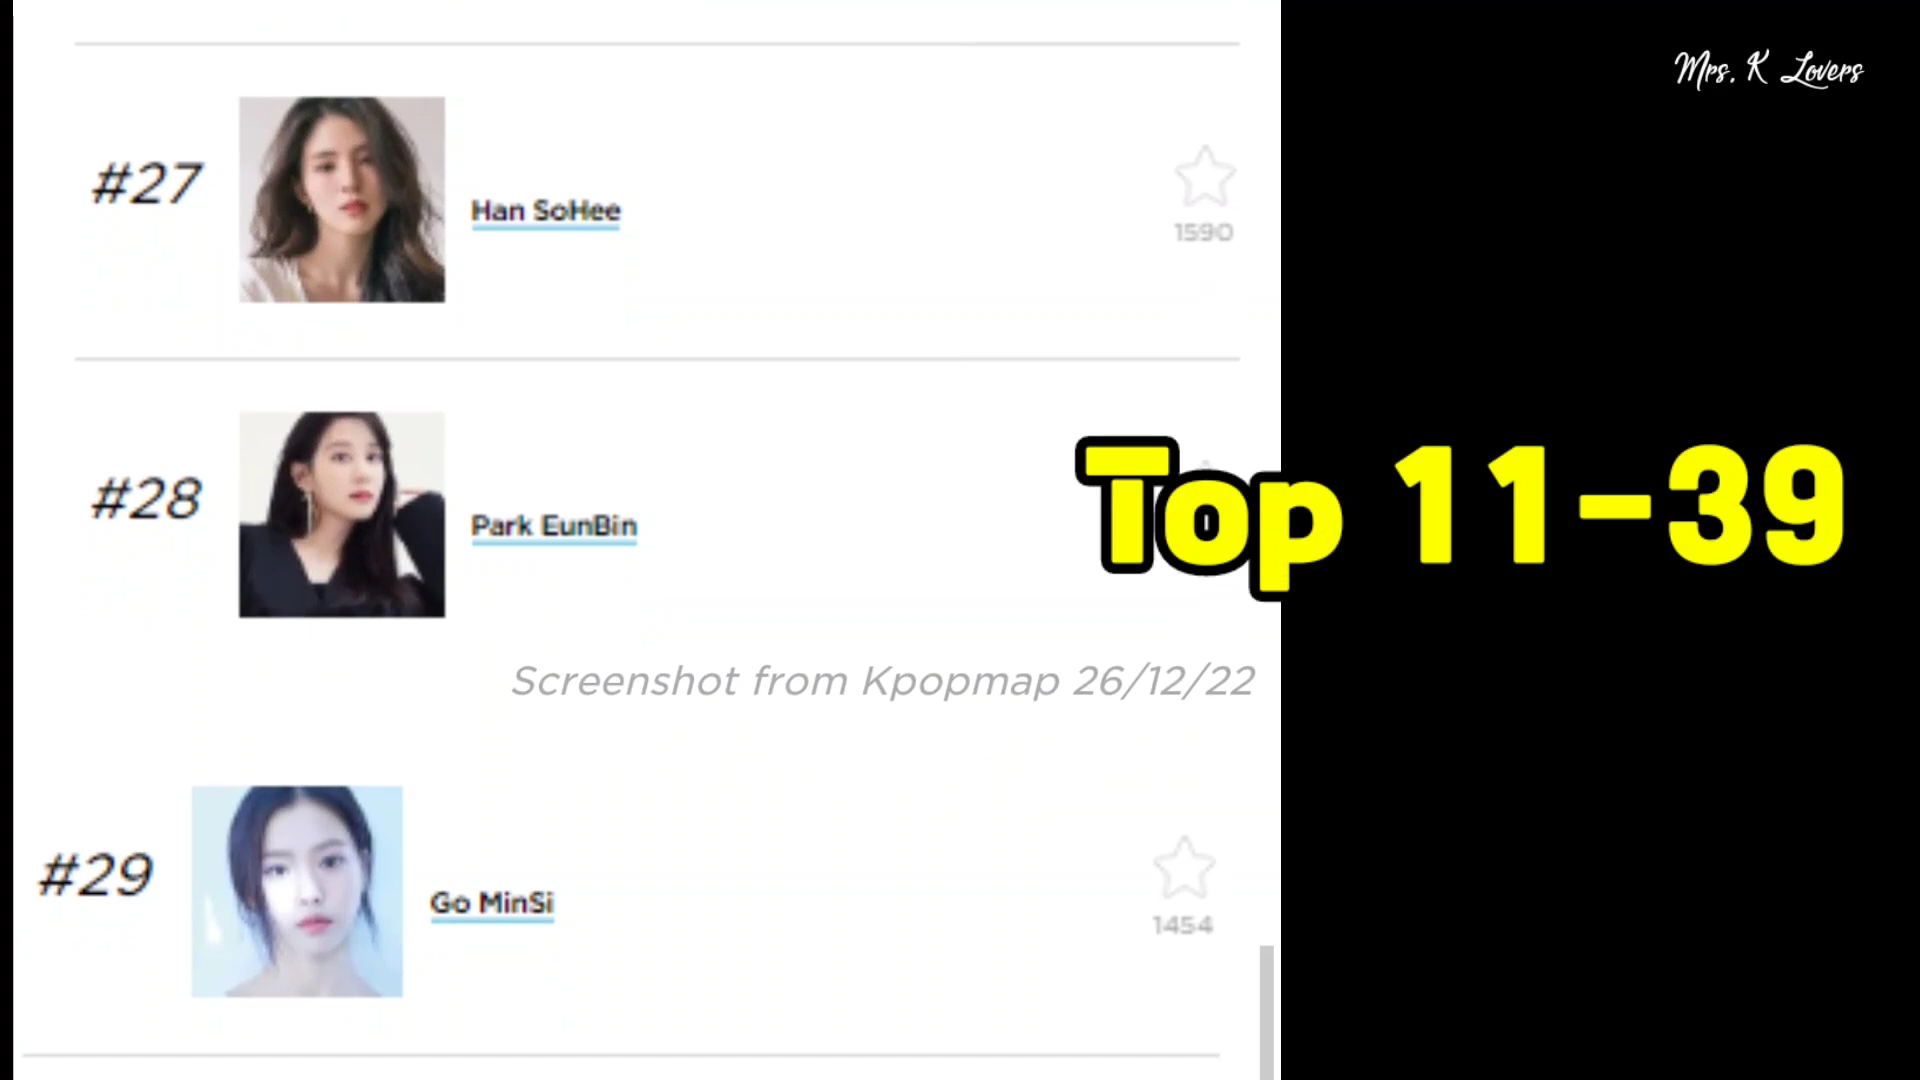 Mrs. K Lovers
#27
Han SoHee
1590
#28
Park EunBin
Top 11-39
Screenshot from Kpopmap 26/12/22
#29
Go MinSi
1454